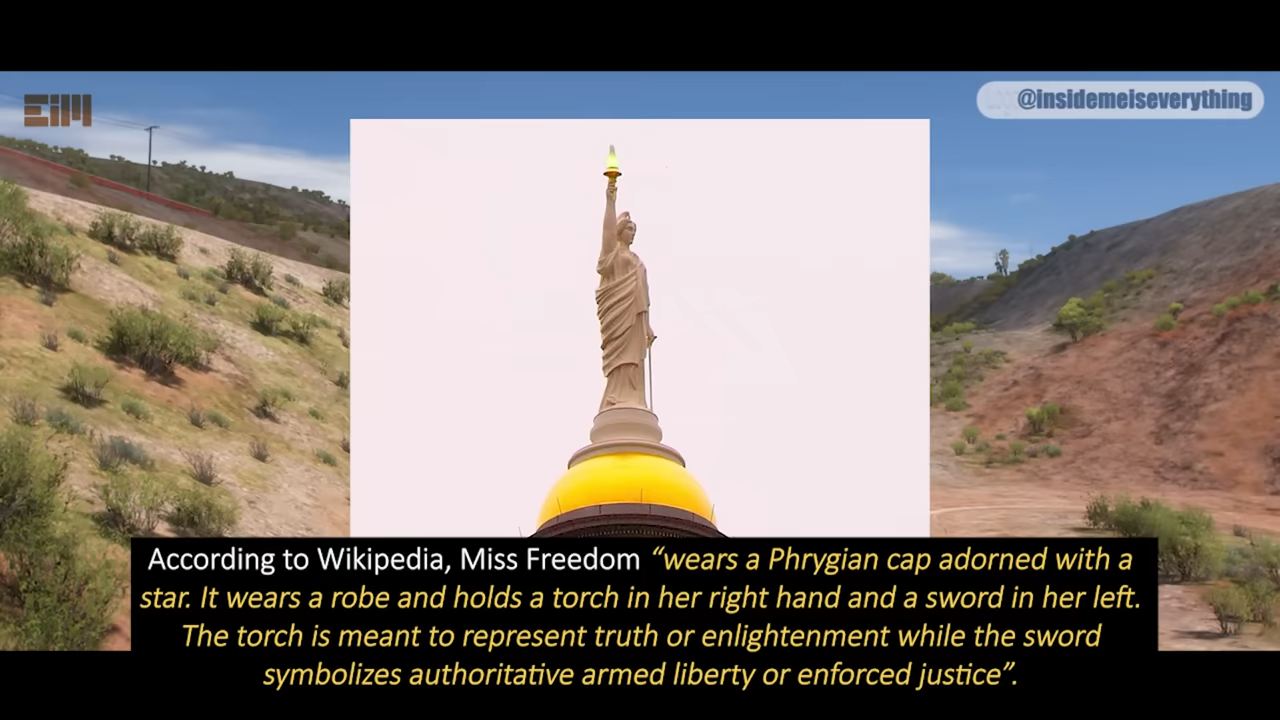 EiM
@insidemeiseverything
According to Wikipedia, Miss Freedom “wears a Phrygian cap adorned with a
star. It wears a robe and holds a torch in her right hand and a sword in her left.
The torch is meant to represent truth or enlightenment while the sword
symbolizes authoritative armed liberty or enforced justice”.